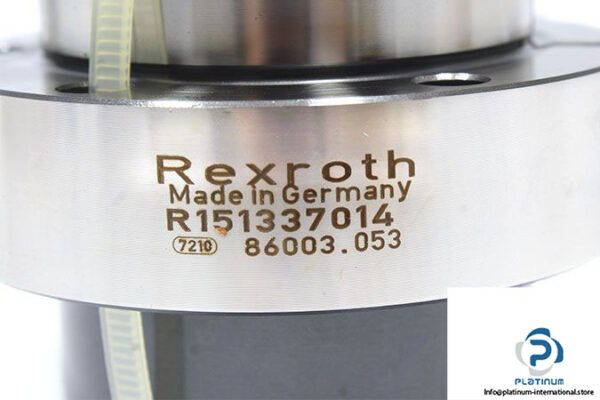 Rexroth
Made in Germany
R151337014
7210 86003.053
PLATINUM
Info@platinum-international.store